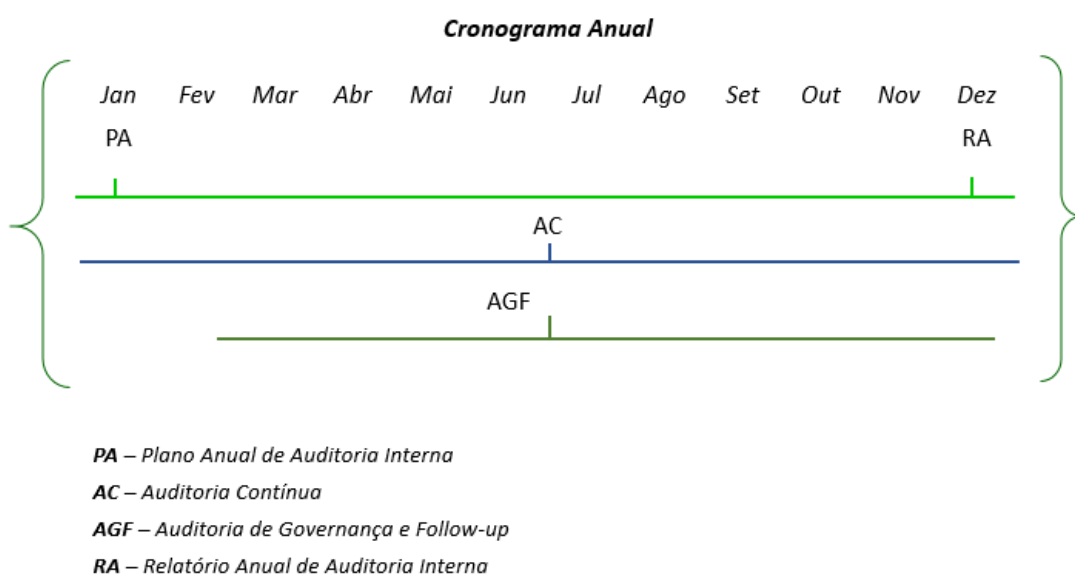 Cronograma Anual
Jan Fev Mar Abr Mai Jun Jul Ago Set Out Nov Dez
PA RA
AC
AGF
PA – Plano Anual de Auditoria Interna
AC – Auditoria Contínua
AGF – Auditoria de Governança e Follow-up
RA – Relatório Anual de Auditoria Interna